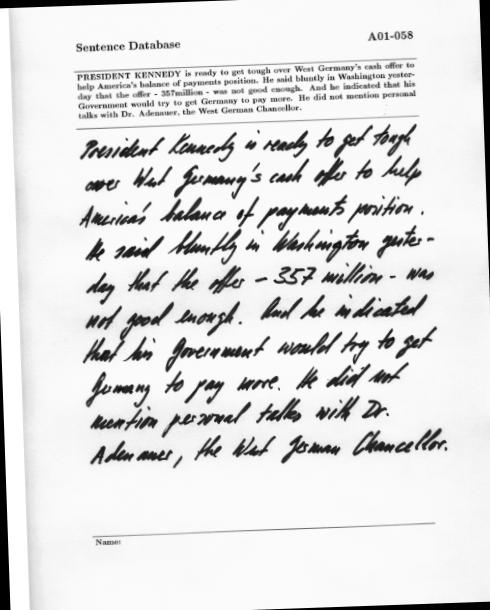 Sentence Database
A01-058
PRESIDENT KENNEDY is ready to get tough over West Germany's cash offer to
help America's balance of payments position. He said bluntly in Washington yester-
day that the offer - 357million - was not good enough. And he indicated that his
Government would try to get Germany to pay more. He did not mention personal
talks with Dr. Adenauer, the West German Chancellor.
President Kennedy is ready to get tough
over West Germany's cash offer to help
America's balance of payments position.
He said bluntly in Washington yester-
day that the offer - 357 million - was
not good enough. And he indicated
that his Government would try to get
Germany to pay more. He did not
mention personal talks with Dr.
Adenauer, the West German Chancellor.
Name: